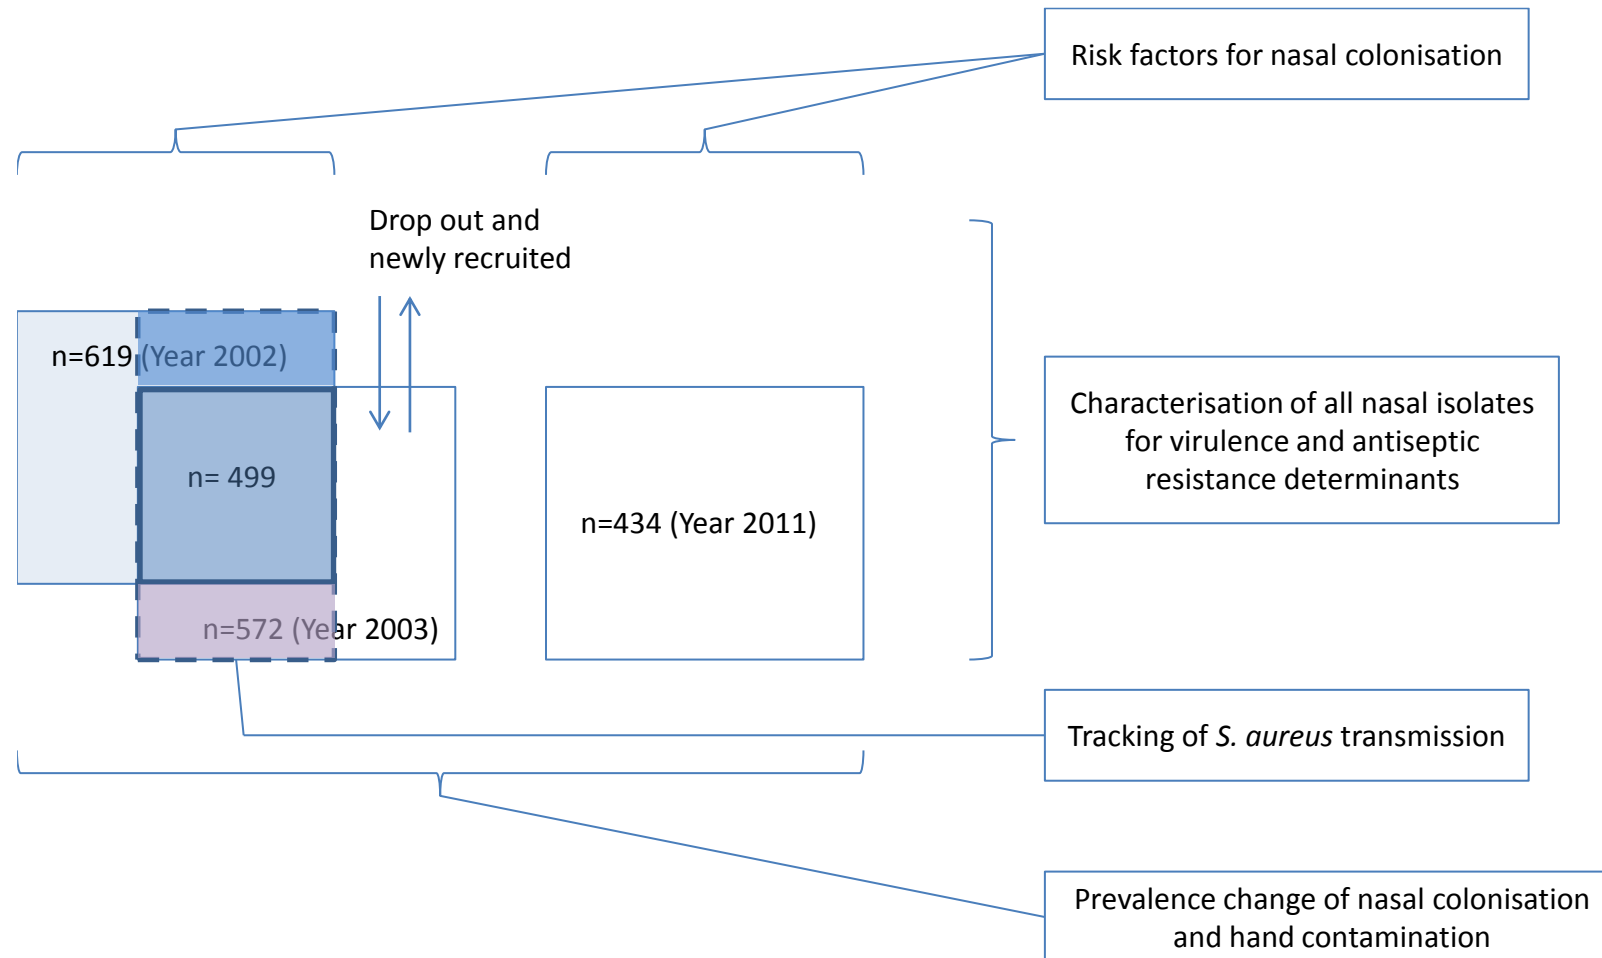 Risk factors for nasal colonisation
Drop out and
newly recruited
n=619 (Year 2002)
n= 499
n=572 (Year 2003)
n=434 (Year 2011)
Characterisation of all nasal isolates
for virulence and antiseptic
resistance determinants
Tracking of S. aureus transmission
Prevalence change of nasal colonisation
and hand contamination